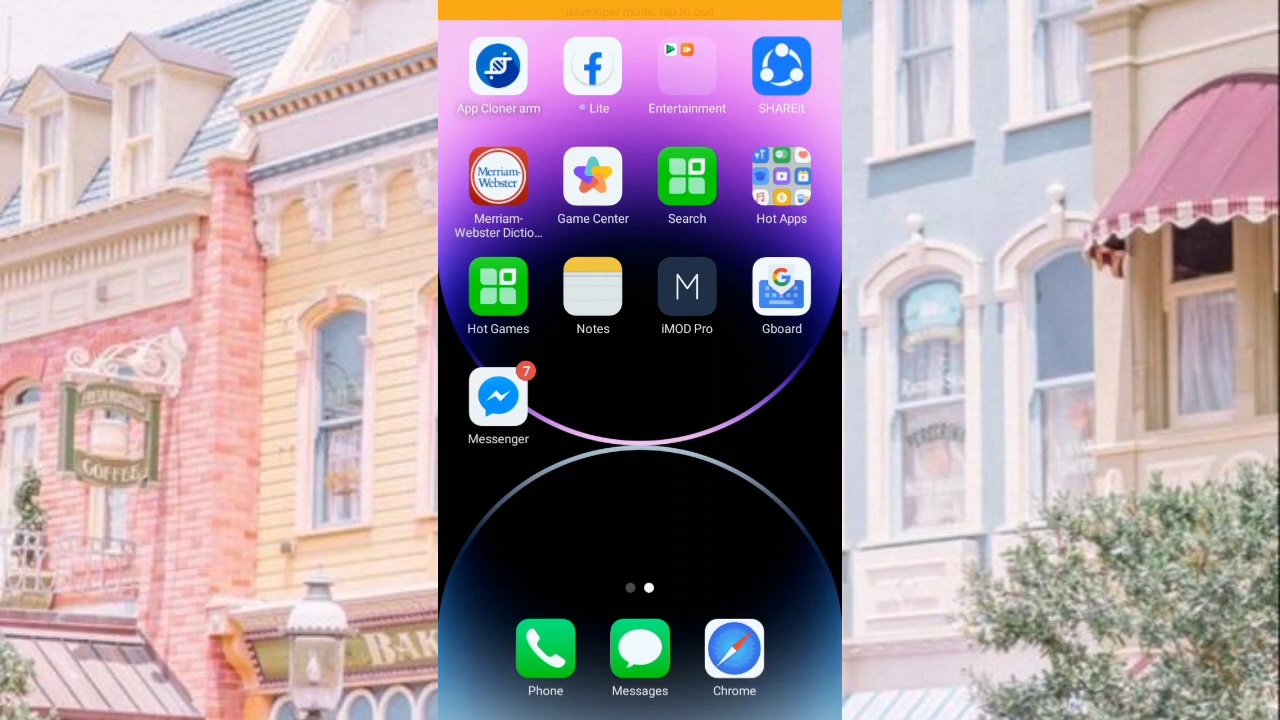 developer mode, tap to quit
App Cloner arm
Lite
Entertainment
SHAREit
Merriam-
Webster
Merriam-
Webster Dictio...
Game Center
Search
Hot Apps
Hot Games
Notes
M
iMOD Pro
G
Gboard
7
Messenger
COFFEE
BAK
Phone
Messages
Chrome